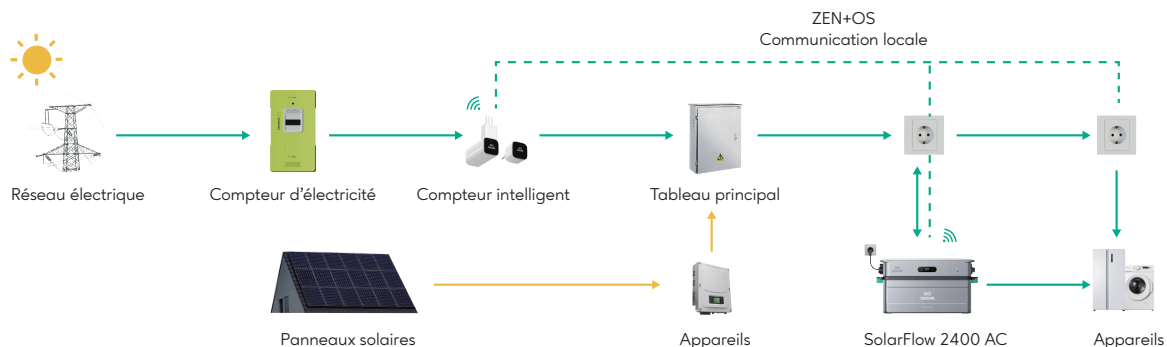 ZEN+OS
Communication locale
Réseau électrique
Compteur d'électricité
Compteur intelligent
Tableau principal
Panneaux solaires
Appareils
SolarFlow 2400 AC
Appareils